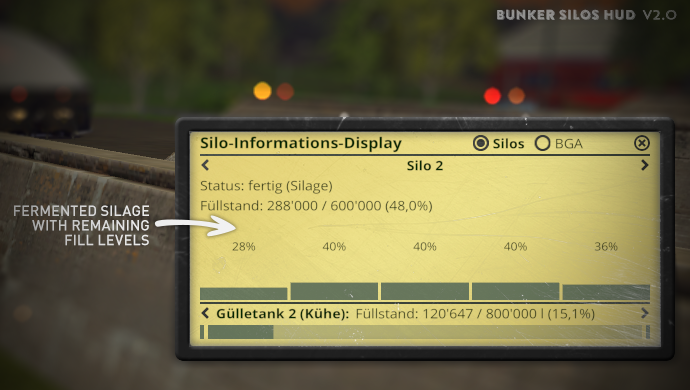 BUNKER SILOS HUD V2.0
Silo-Informations-Display
Silos
BGA
Silo 2
Status: fertig (Silage)
Füllstand: 288'000 / 600'000 (48,0%)
FERMENTED SILAGE
WITH REMAINING
FILL LEVELS
28% 40% 40% 40% 36%
Gülletank 2 (Kühe): Füllstand: 120'647 / 800'000 l (15,1%)